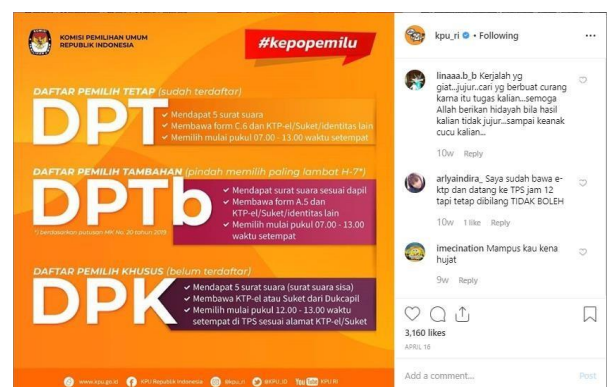 KOMISI PEMILIHAN UMUM
REPUBLIK INDONESIA
#kepopemilu
DAFTAR PEMILIH TETAP (sudah terdaftar)
DPT
✓ Mendapat 5 surat suara
✓ Membawa form C.6 dan KTP-el/Suket/identitas lain
✓ Memilih mulai pukul 07.00 - 13.00 waktu setempat
DAFTAR PEMILIH TAMBAHAN (pindah memilih paling lambat H-7*)
DPTb
*) berdasarkan putusan MK No. 20 tahun 2019
✓ Mendapat surat suara sesuai dapil
✓ Membawa form A.5 dan
KTP-el/Suket/identitas lain
✓ Memilih mulai pukul 07.00 - 13.00
waktu setempat
DAFTAR PEMILIH KHUSUS (belum terdaftar)
DPK
✓ Mendapat 5 surat suara (surat suara sisa)
✓ Membawa KTP-el atau Suket dari Dukcapil
✓ Memilih mulai pukul 12.00 - 13.00 waktu
setempat di TPS sesuai alamat KTP-el/Suket
www.kpu.go.id KPU Republik Indonesia @kpu_ri @KPU_ID YouTube KPU RI
kpu_ri • Following
linaaa.b_b Kerjalah yg
giat..jujur..cari yg berbuat curang
karna itu tugas kalian...semoga
Allah berikan hidayah bila hasil
kalian tidak jujur...sampai keanak
cucu kalian...
10w Reply
arlyaindira_ Saya sudah bawa e-
ktp dan datang ke TPS jam 12
tapi tetap dibilang TIDAK BOLEH
10w 1 like Reply
imecination Mampus kau kena
hujat
9w Reply
3,160 likes
APRIL 16
Add a comment...
Post